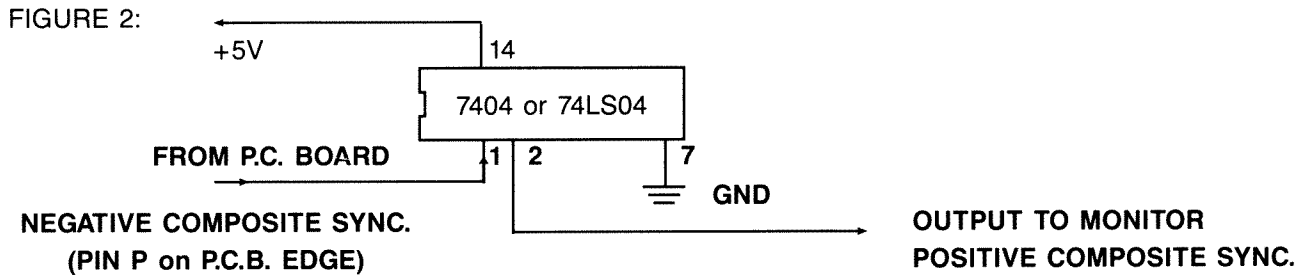 FIGURE 2:
+5V
14
7404 or 74LS04
FROM P.C. BOARD
1
2
7
GND
NEGATIVE COMPOSITE SYNC.
(PIN P on P.C.B. EDGE)
OUTPUT TO MONITOR
POSITIVE COMPOSITE SYNC.